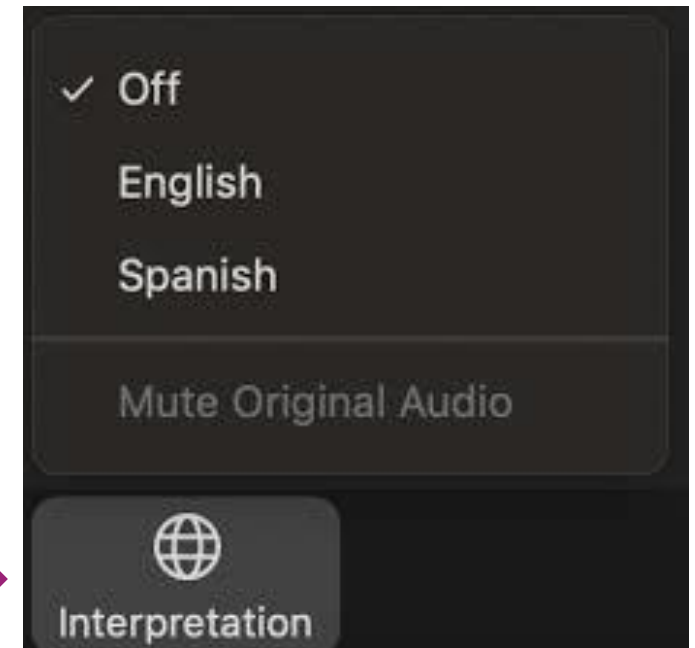 Off
English
Spanish
Mute Original Audio
Interpretation